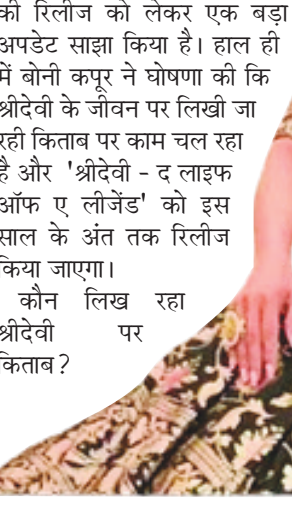 की रिलीज को लेकर एक बड़ा
अपडेट साझा किया है। हाल ही
में बोनी कपूर ने घोषणा की कि
श्रीदेवी के जीवन पर लिखी जा
रही किताब पर काम चल रहा
है और 'श्रीदेवी - द लाइफ
ऑफ ए लीजेंड' को इस
साल के अंत तक रिलीज
किया जाएगा।
कौन लिख रहा
श्रीदेवी पर
किताब?